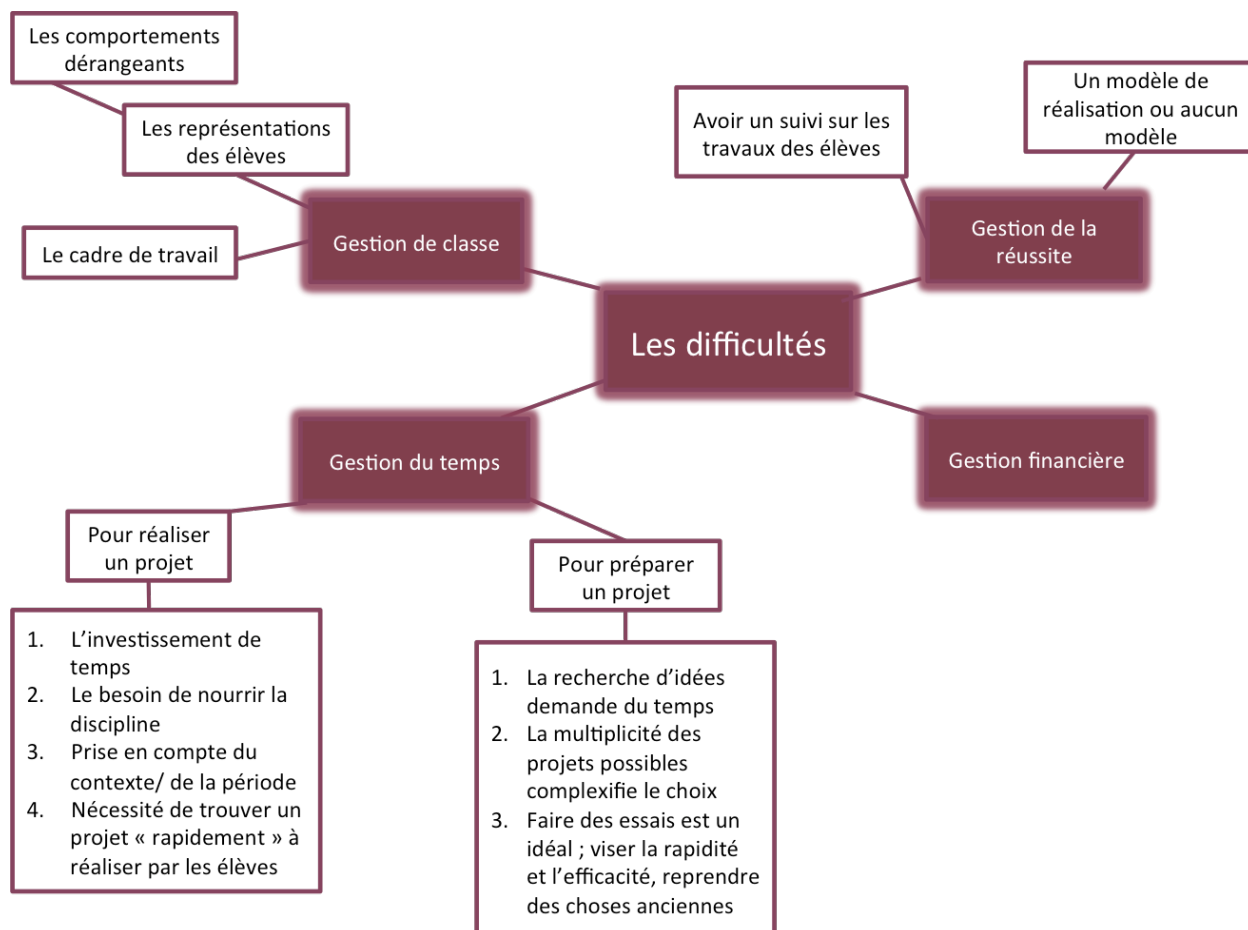 Les comportements
dérangeants
Les représentations
des élèves
Le cadre de travail
Gestion de classe
Avoir un suivi sur les
travaux des élèves
Un modèle de
réalisation ou aucun
modèle
Gestion de la
réussite
Les difficultés
Gestion du temps
Gestion financière
Pour réaliser
un projet
1. L’investissement de
temps
2. Le besoin de nourrir la
discipline
3. Prise en compte du
contexte/ de la période
4. Nécessité de trouver un
projet « rapidement » à
réaliser par les élèves
Pour préparer
un projet
1. La recherche d’idées
demande du temps
2. La multiplicité des
projets possibles
complexifie le choix
3. Faire des essais est un
idéal ; viser la rapidité
et l’efficacité, reprendre
des choses anciennes